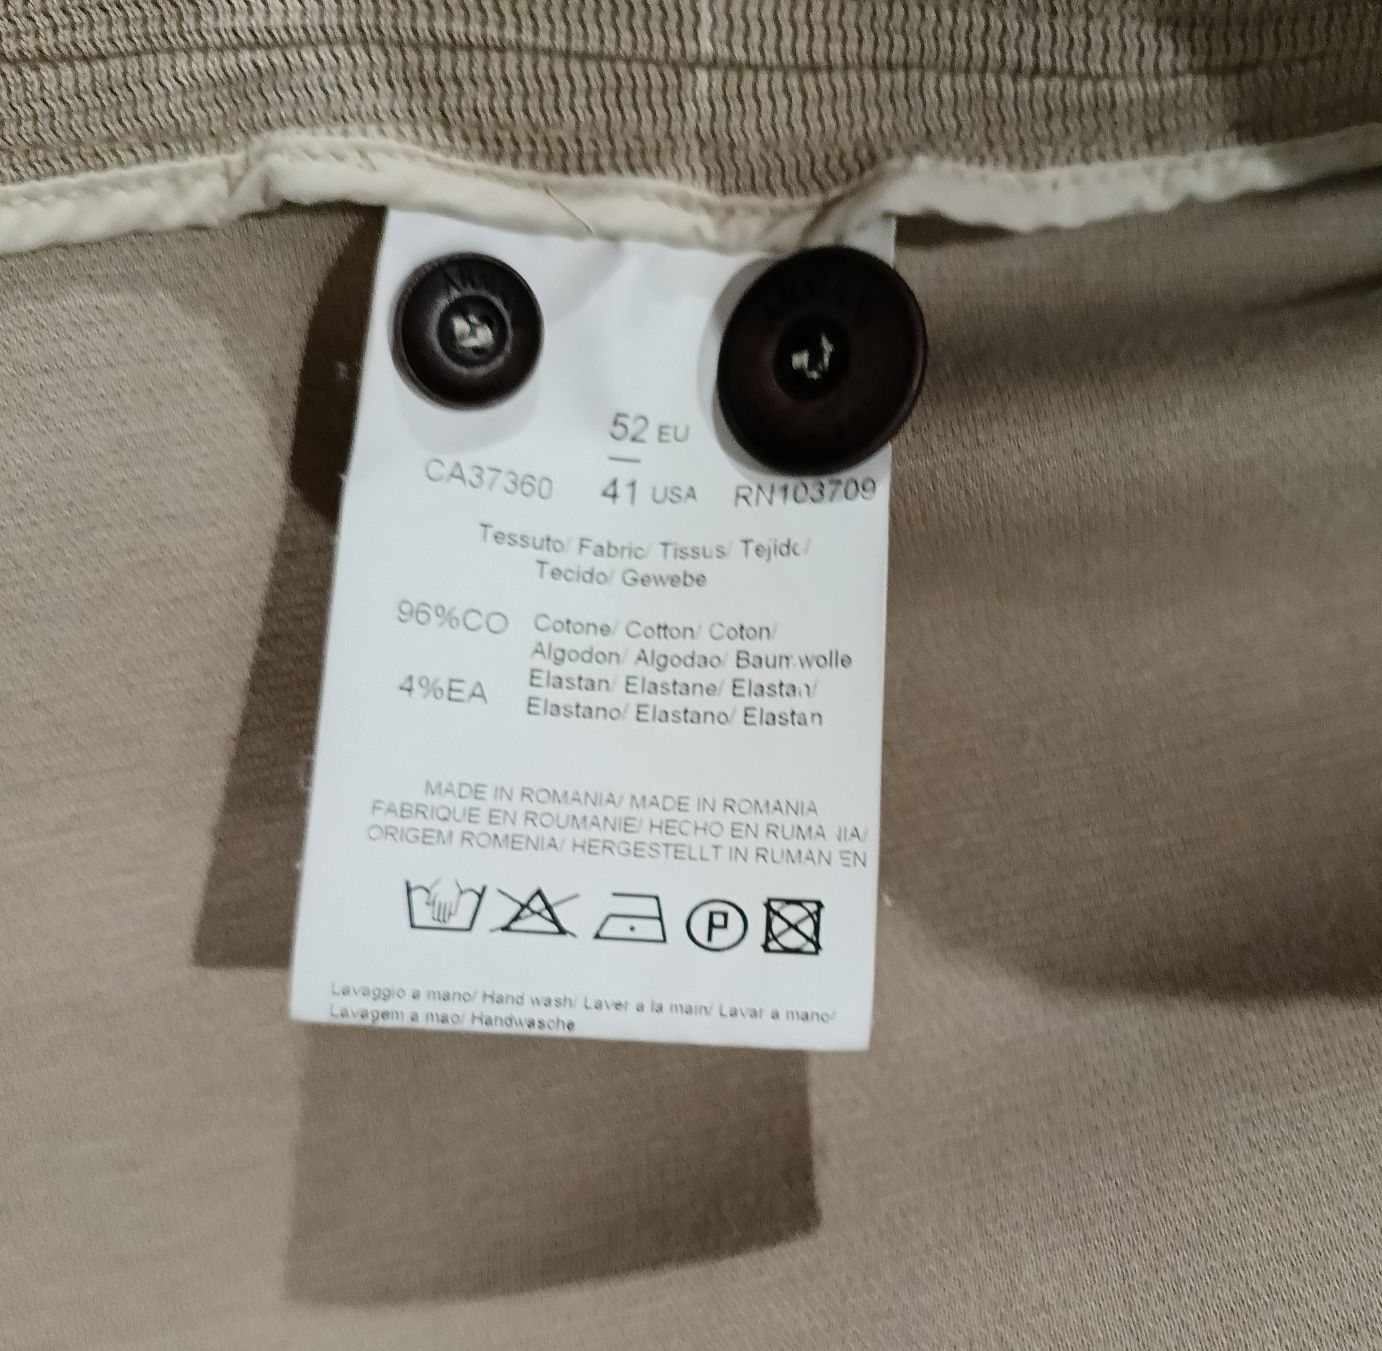 52 EU
CA37360 41 USA RN103709
Tessuto/ Fabric/ Tissus/ Tejido/
Tecido/ Gewebe
96%CO Cotone/ Cotton/ Coton/
Algodon/ Algodao/ Baumwolle
4%EA Elastan/ Elastane/ Elastan/
Elastano/ Elastano/ Elastan
MADE IN ROMANIA/ MADE IN ROMANIA
FABRIQUE EN ROUMANIE/ HECHO EN RUMANIA/
ORIGEM ROMENIA/ HERGESTELLT IN RUMANIEN
P
Lavaggio a mano/ Hand wash/ Laver a la main/ Lavar a mano/
Lavagem a mao/ Handwasche